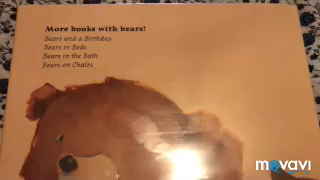 More books with bears!
Bears and a Birthday
Bears in Beds
Bears in the Bath
Bears on Chairs
movavi